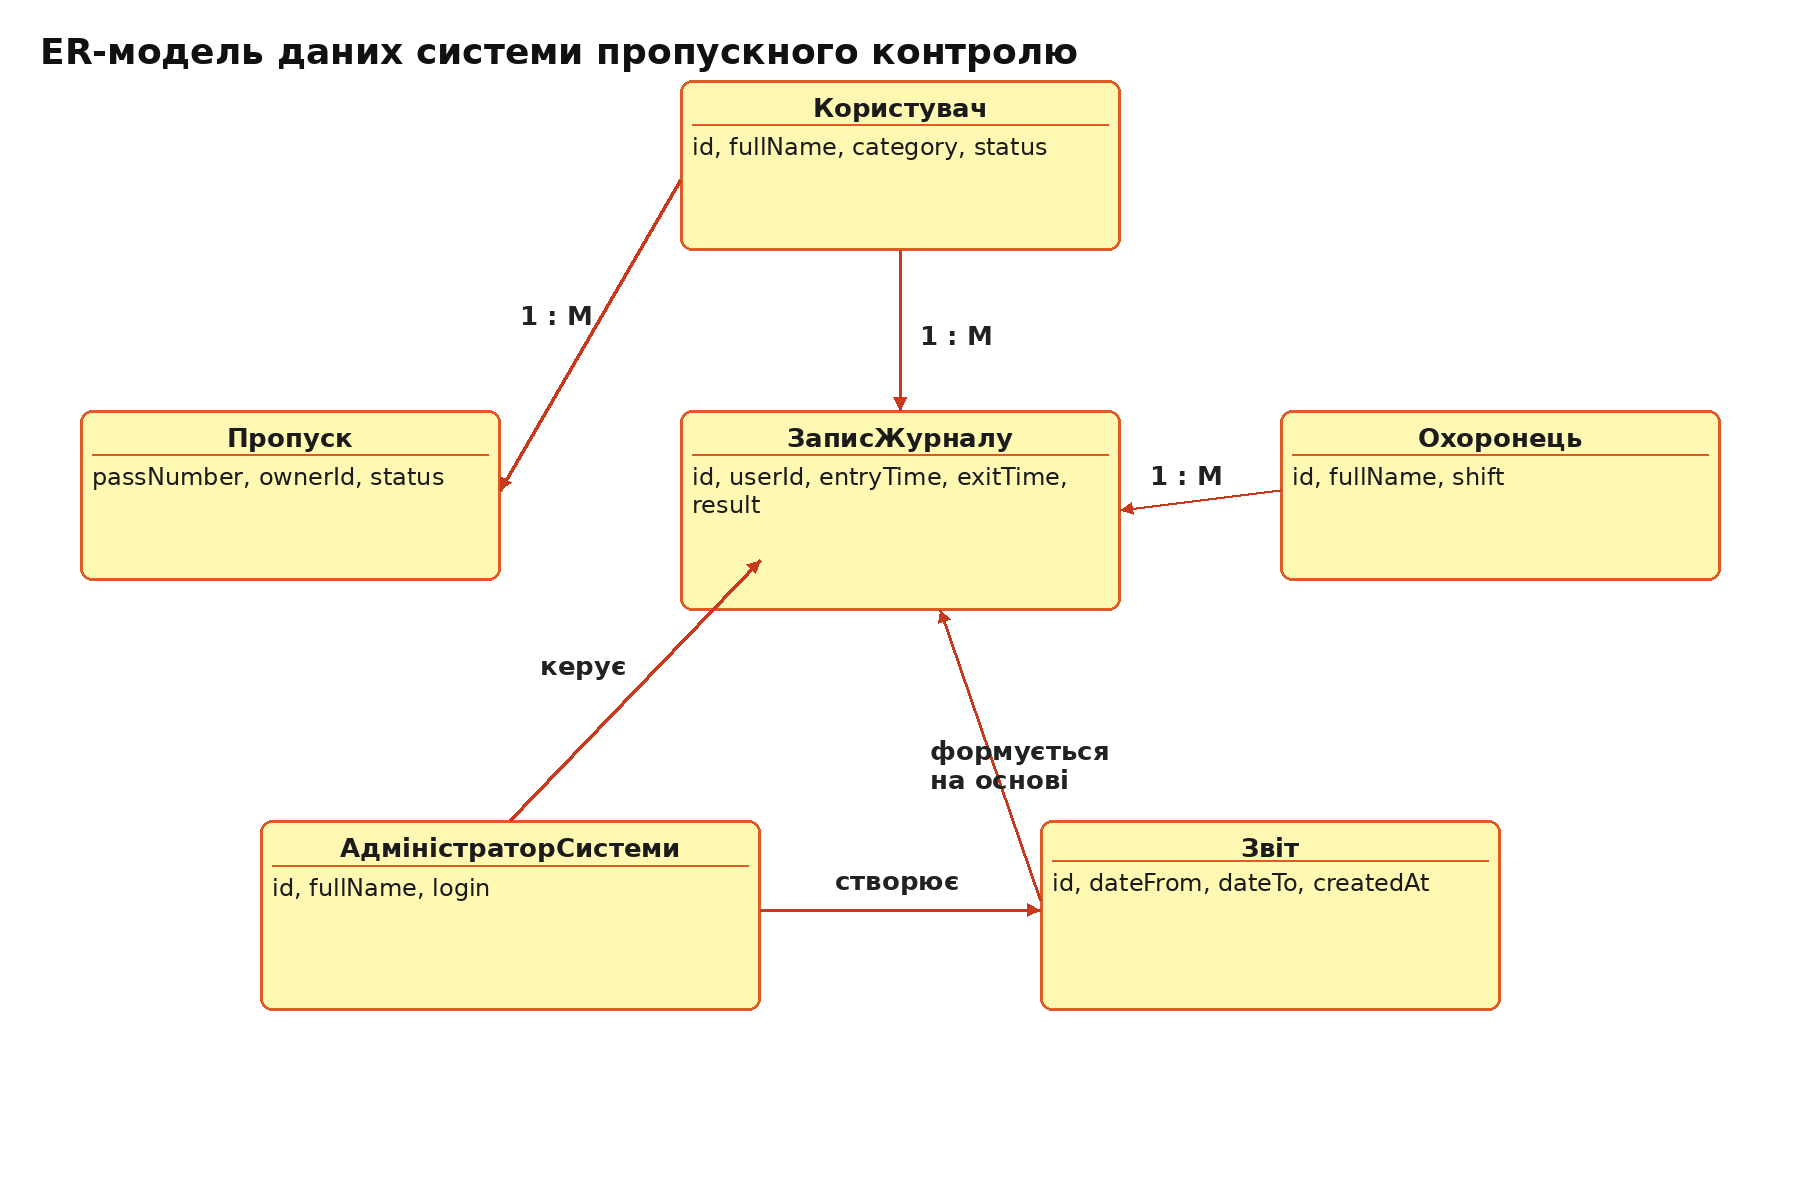 ER-модель даних системи пропускного контролю
Користувач
id, fullName, category, status
1 : M
1 : M
Пропуск
passNumber, ownerId, status
ЗаписЖурналу
id, userId, entryTime, exitTime,
result
1 : M
Охоронець
id, fullName, shift
керує
формується
на основі
АдміністраторСистеми
id, fullName, login
створює
Звіт
id, dateFrom, dateTo, createdAt